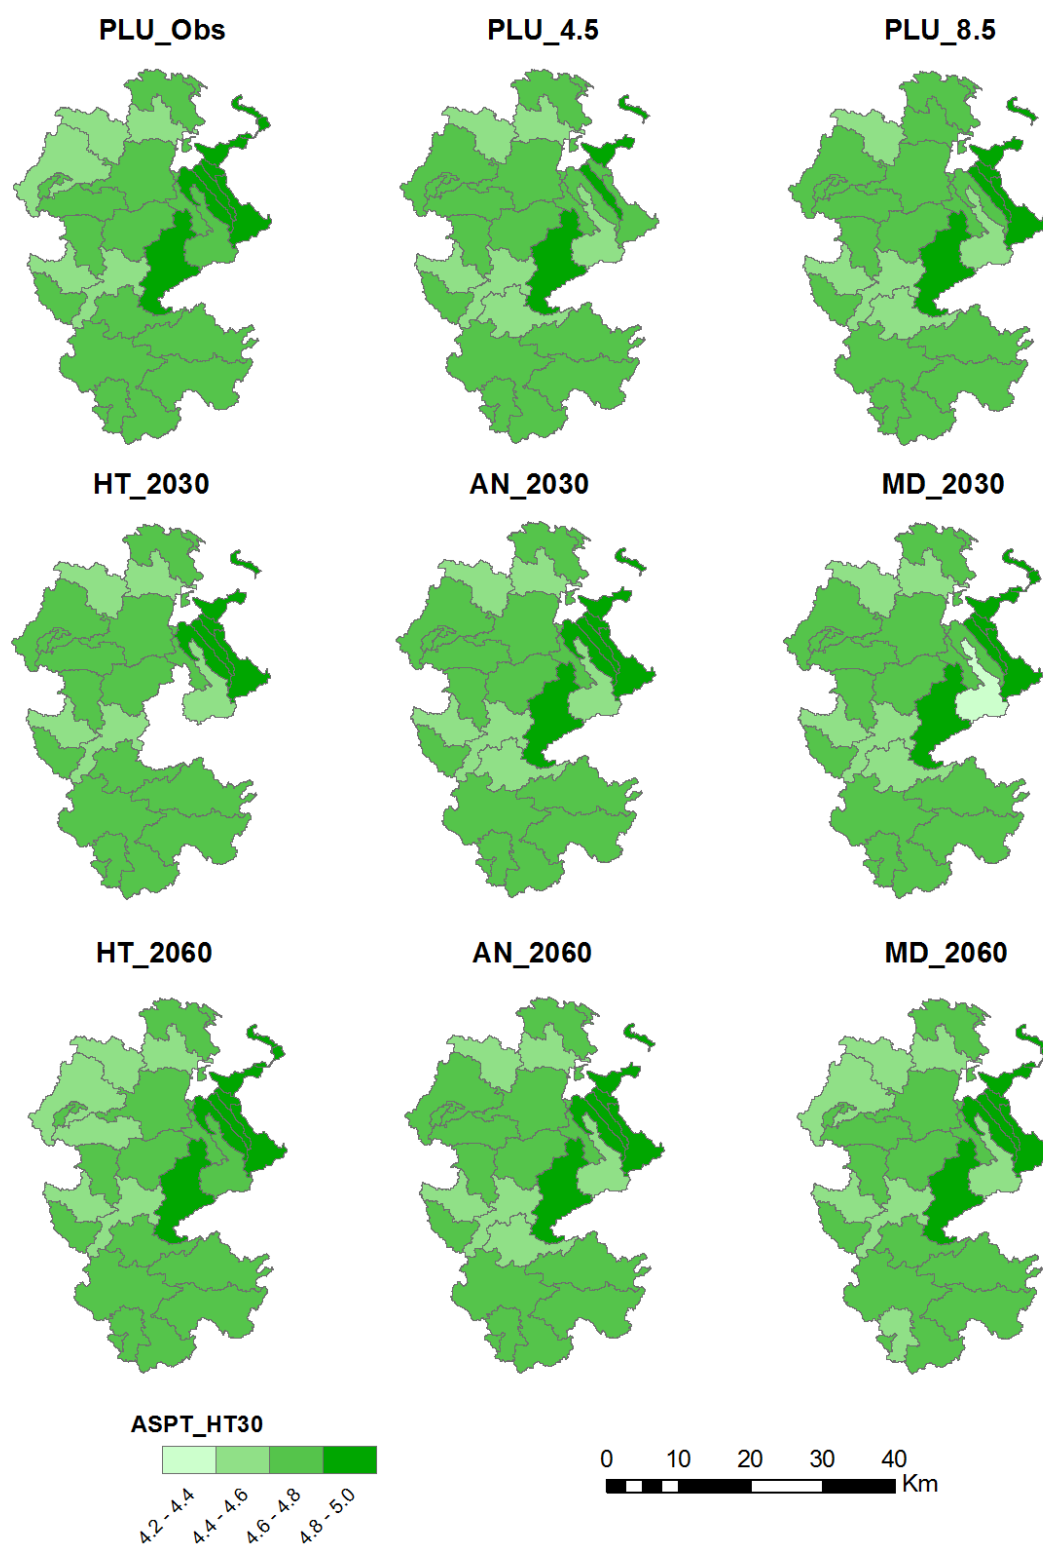 PLU_Obs PLU_4.5 PLU_8.5
HT_2030 AN_2030 MD_2030
HT_2060 AN_2060 MD_2060
ASPT_HT30
4.2 - 4.4 4.4 - 4.6 4.6 - 4.8 4.8 - 5.0
0 10 20 30 40
Km